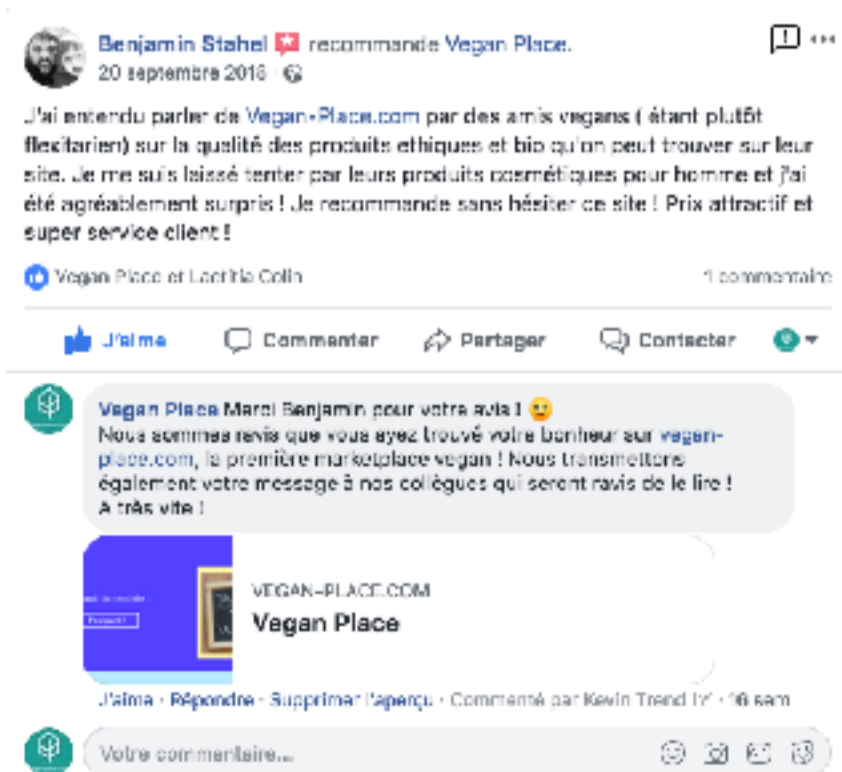 Benjamin Stahel recommande Vegan Place.
20 septembre 2018
J'ai entendu parler de Vegan-Place.com par des amis vegans ( étant plutôt
flexitarien) sur la qualité des produits ethiques et bio qu'on peut trouver sur leur
site. Je me suis laissé tenter par leurs produits cosmétiques pour homme et j'ai
été agréablement surpris ! Je recommande sans hésiter ce site ! Prix attractif et
super service client !
Vegan Place et Laetitia Colin
1 commentaire
J'aime Commenter Partager Contacter
Vegan Place Merci Benjamin pour votre avis !
Nous sommes ravis que vous ayez trouvé votre bonheur sur vegan-
place.com, la première marketplace vegan ! Nous transmettons
également votre message à nos collègues qui seront ravis de le lire !
A très vite !
VEGAN-PLACE.COM
Vegan Place
J'aime · Répondre · Supprimer l'aperçu · Commenté par Kevin Trend · 16 sem
Votre commentaire...